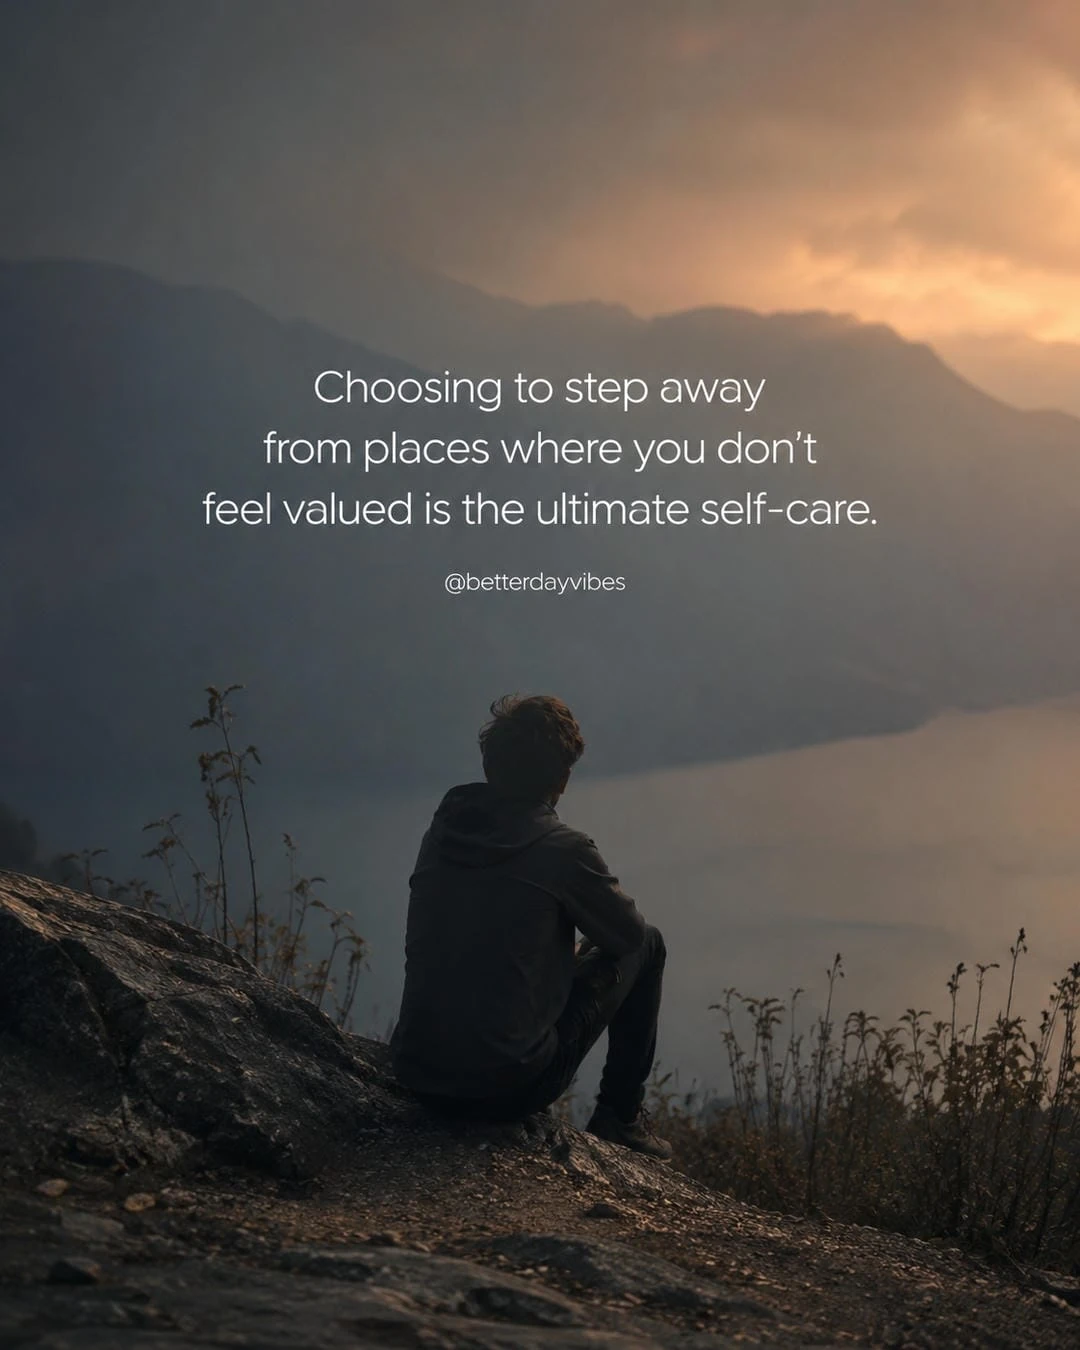 Choosing to step away
from places where you don’t
feel valued is the ultimate self-care.
@betterdayvibes